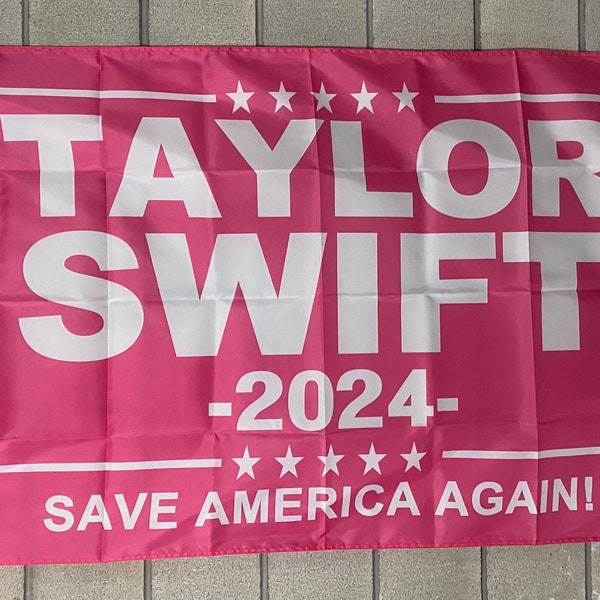 TAYLOR
SWIFT
-2024-
SAVE AMERICA AGAIN!